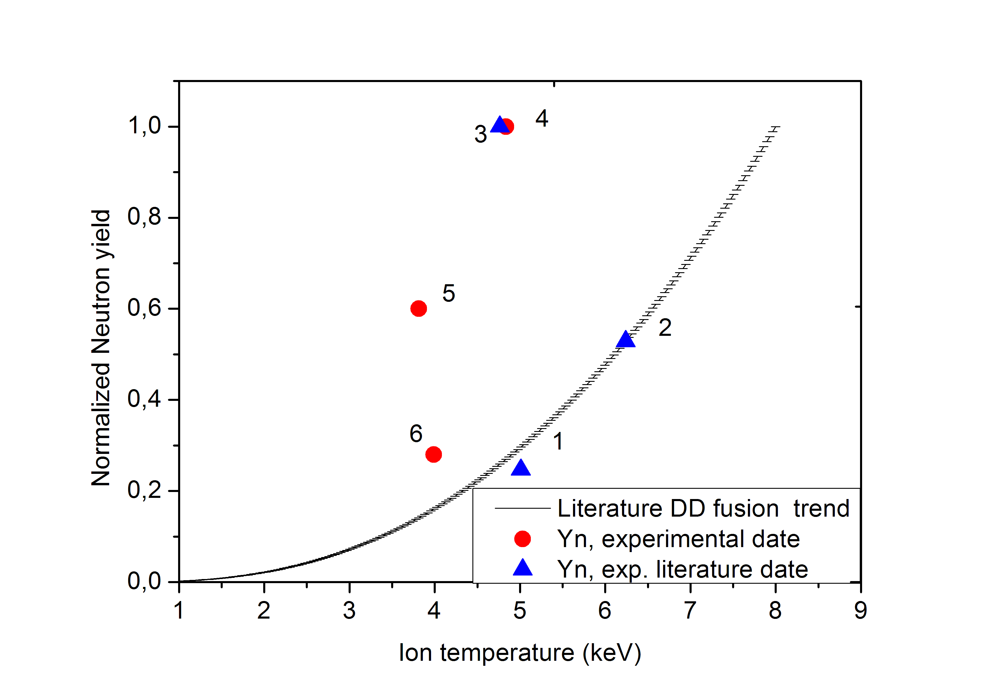 Normalized Neutron yield
1,0
0,8
0,6
0,4
0,2
0,0
3
4
5
2
6
1
Literature DD fusion  trend
Yn, experimental date
Yn, exp. literature date
1 2 3 4 5 6 7 8 9
Ion temperature (keV)